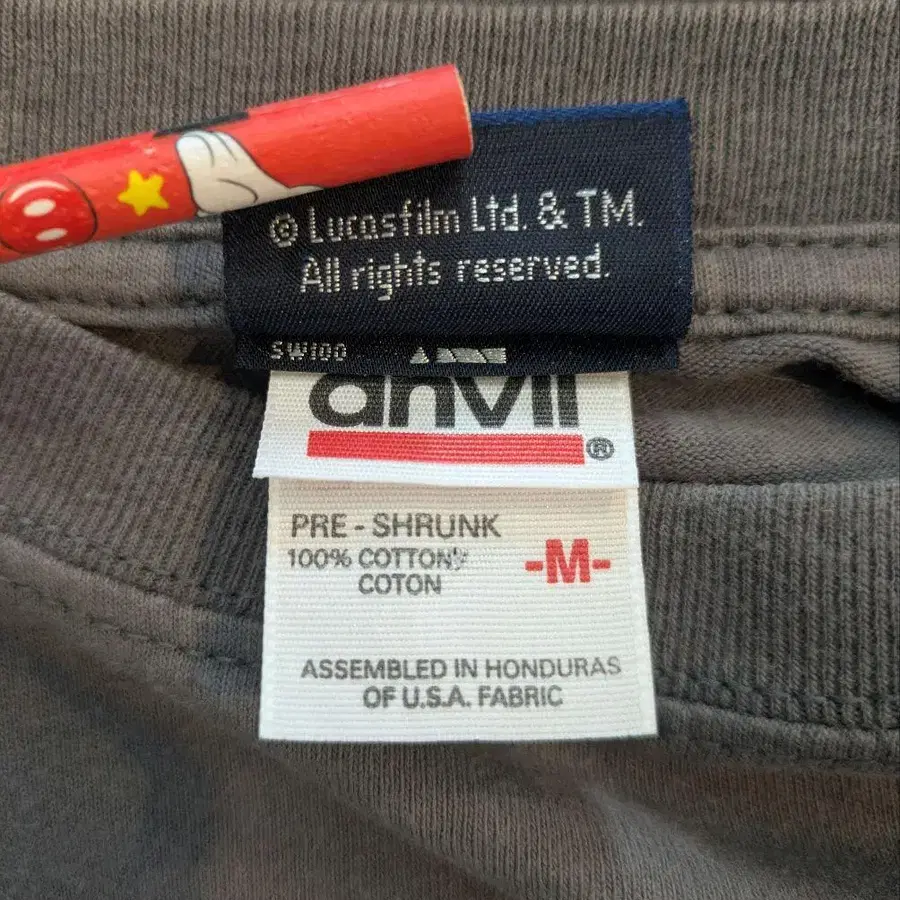 © Lucasfilm Ltd. & TM.
All rights reserved.
SW100
anvil
®
PRE - SHRUNK
100% COTTON
COTON
-M-
ASSEMBLED IN HONDURAS
OF U.S.A. FABRIC